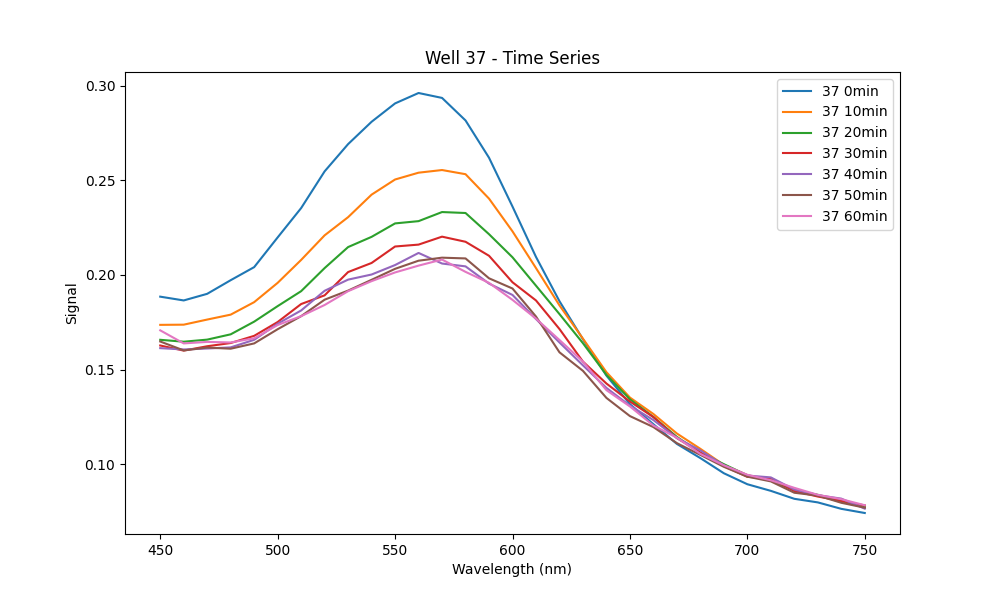 Well 37 - Time Series
Signal
0.30
0.25
0.20
0.15
0.10
37 0min
37 10min
37 20min
37 30min
37 40min
37 50min
37 60min
450 500 550 600 650 700 750
Wavelength (nm)